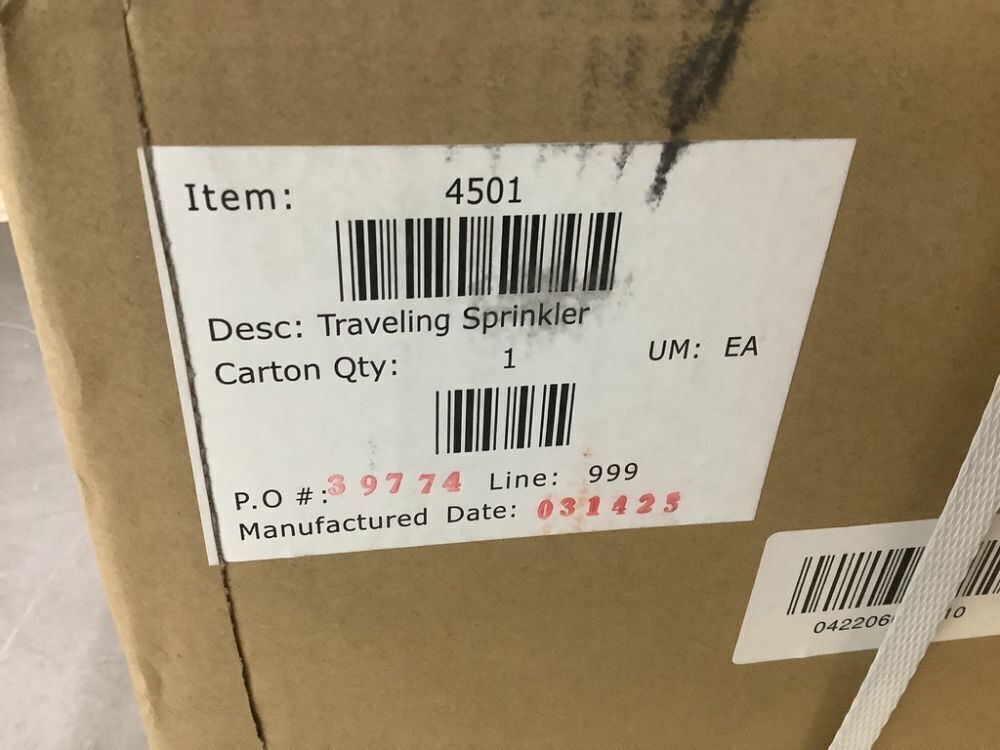 Item: 4501
Desc: Traveling Sprinkler
Carton Qty: 1 UM: EA
P.O #: 39774 Line: 999
Manufactured Date: 031425